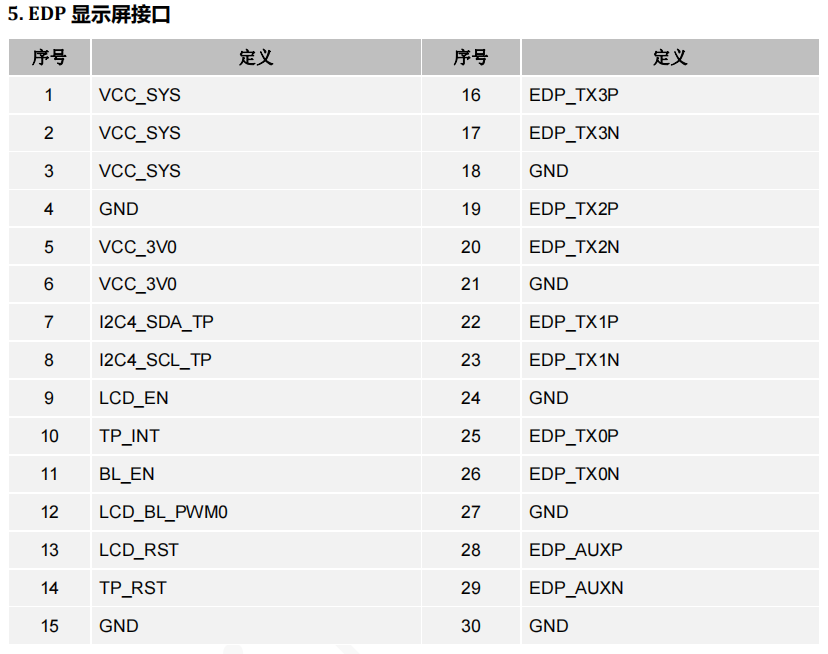 5. EDP 显示屏接口
序号 定义 序号 定义
1 VCC_SYS 16 EDP_TX3P
2 VCC_SYS 17 EDP_TX3N
3 VCC_SYS 18 GND
4 GND 19 EDP_TX2P
5 VCC_3V0 20 EDP_TX2N
6 VCC_3V0 21 GND
7 I2C4_SDA_TP 22 EDP_TX1P
8 I2C4_SCL_TP 23 EDP_TX1N
9 LCD_EN 24 GND
10 TP_INT 25 EDP_TX0P
11 BL_EN 26 EDP_TX0N
12 LCD_BL_PWM0 27 GND
13 LCD_RST 28 EDP_AUXP
14 TP_RST 29 EDP_AUXN
15 GND 30 GND